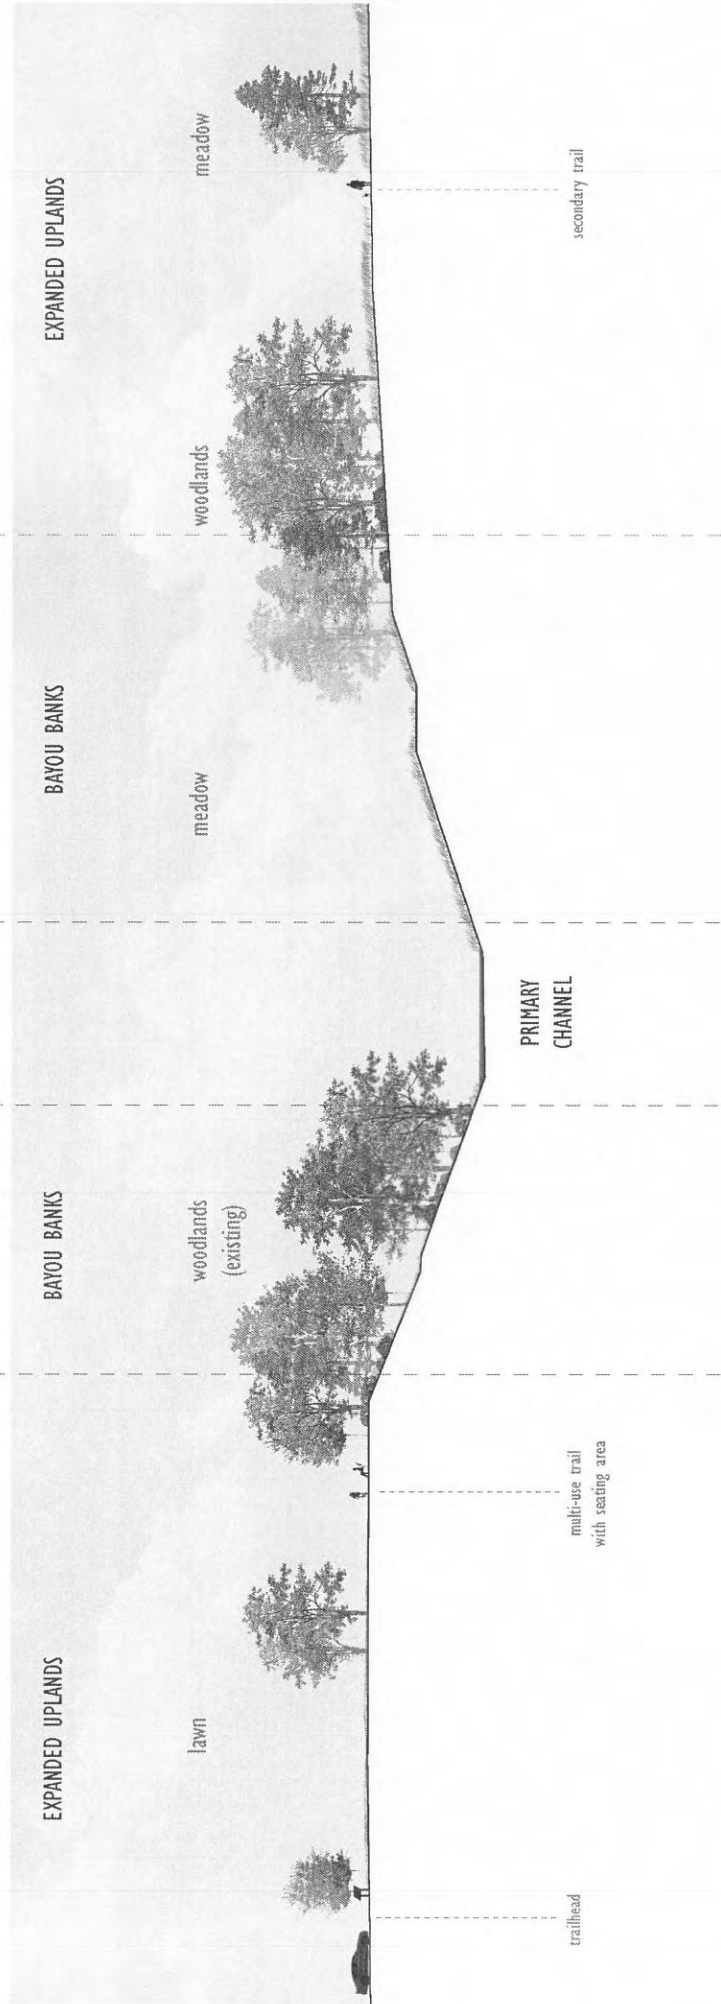 EXPANDED UPLANDS
BAYOU BANKS
BAYOU BANKS
EXPANDED UPLANDS
lawn
woodlands
(existing)
meadow
woodlands
meadow
PRIMARY
CHANNEL
trailhead
multi-use trail
with seating area
secondary trail